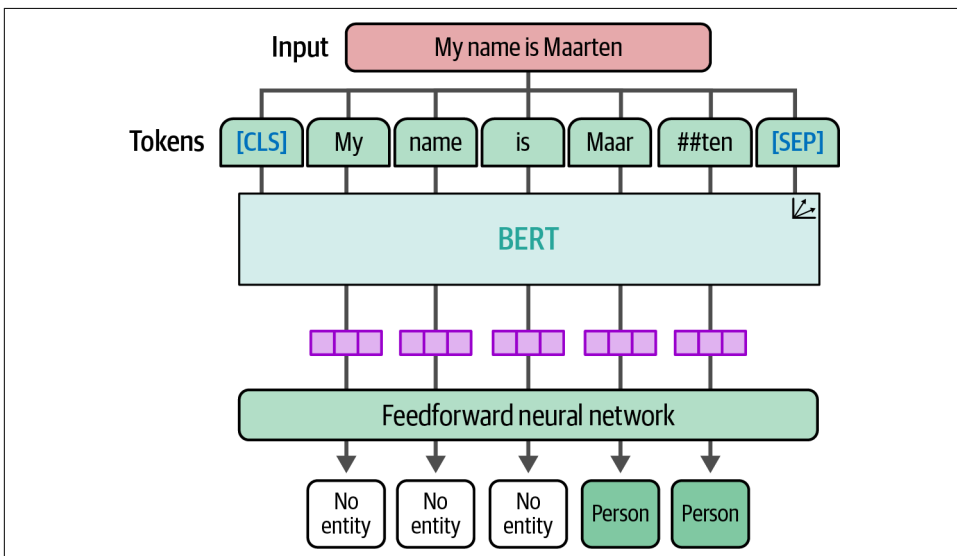 Input
My name is Maarten
Tokens
[CLS]
My
name
is
Maar
##ten
[SEP]
BERT
Feedforward neural network
No
entity
No
entity
No
entity
Person
Person